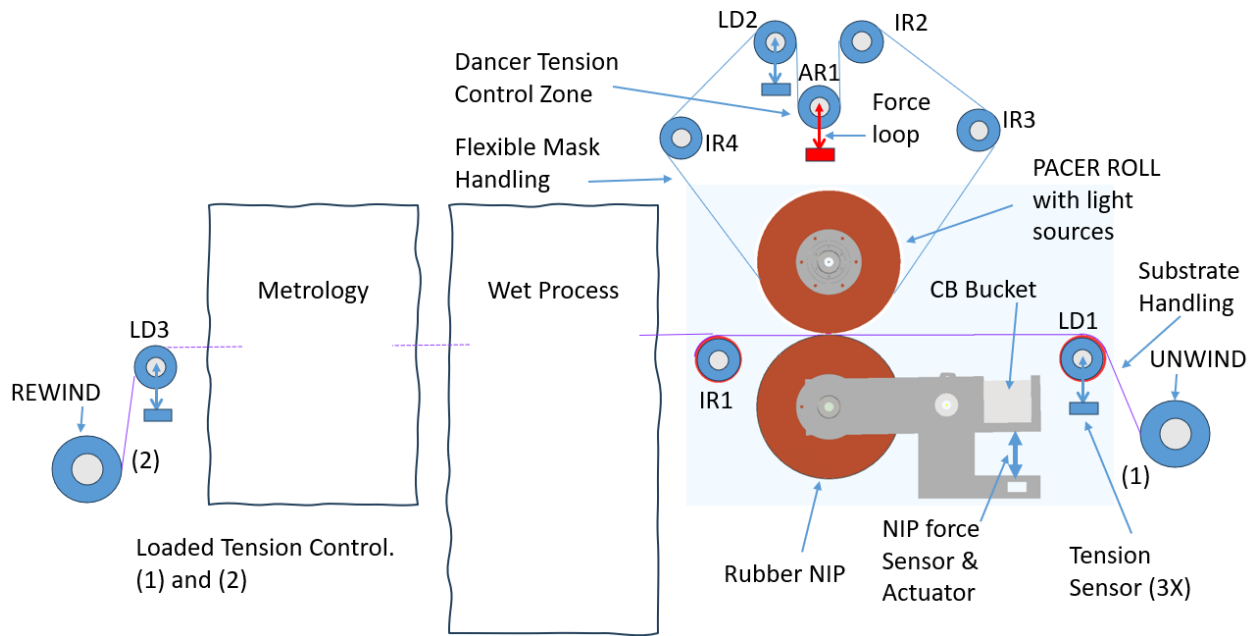 LD2
IR2
Dancer Tension
Control Zone
AR1
Force
loop
IR3
IR4
Flexible Mask
Handling
PACER ROLL
with light
sources
Metrology
Wet Process
CB Bucket
Substrate
Handling
LD3
LD1
UNWIND
REWIND
IR1
(2)
(1)
Loaded Tension Control.
(1) and (2)
Rubber NIP
NIP force
Sensor &
Actuator
Tension
Sensor (3X)